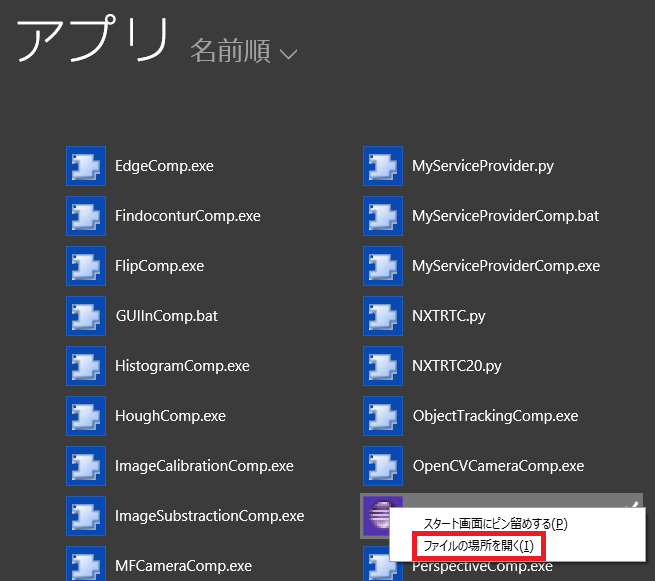 アプリ 名前順
EdgeComp.exe
FindoconturComp.exe
FlipComp.exe
GUIInComp.bat
HistogramComp.exe
HoughComp.exe
ImageCalibrationComp.exe
ImageSubstractionComp.exe
MFCameraComp.exe
MyServiceProvider.py
MyServiceProviderComp.bat
MyServiceProviderComp.exe
NXTRTC.py
NXTRTC20.py
ObjectTrackingComp.exe
OpenCVCameraComp.exe
スタート画面にピン留めする(P)
ファイルの場所を開く(I)
PerspectiveComp.exe